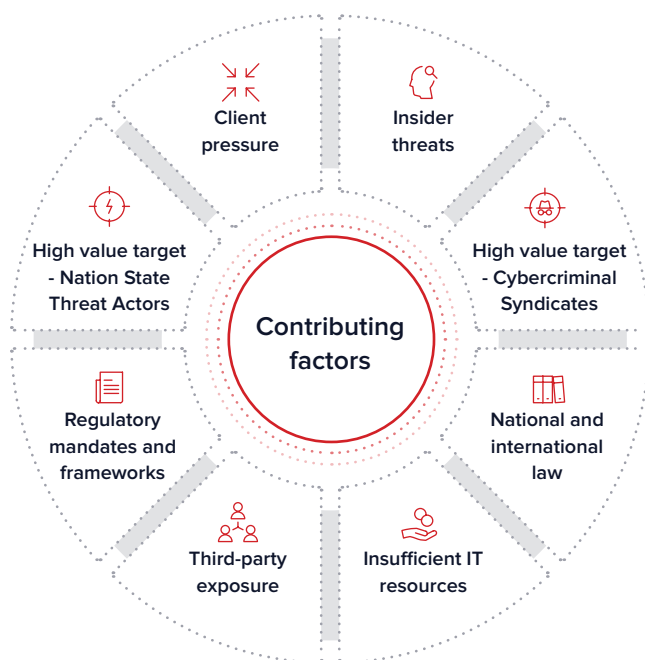 Client
pressure
Insider
threats
High value target
- Nation State
Threat Actors
High value target
- Cybercriminal
Syndicates
Contributing
factors
Regulatory
mandates and
frameworks
National and
international
law
Third-party
exposure
Insufficient IT
resources